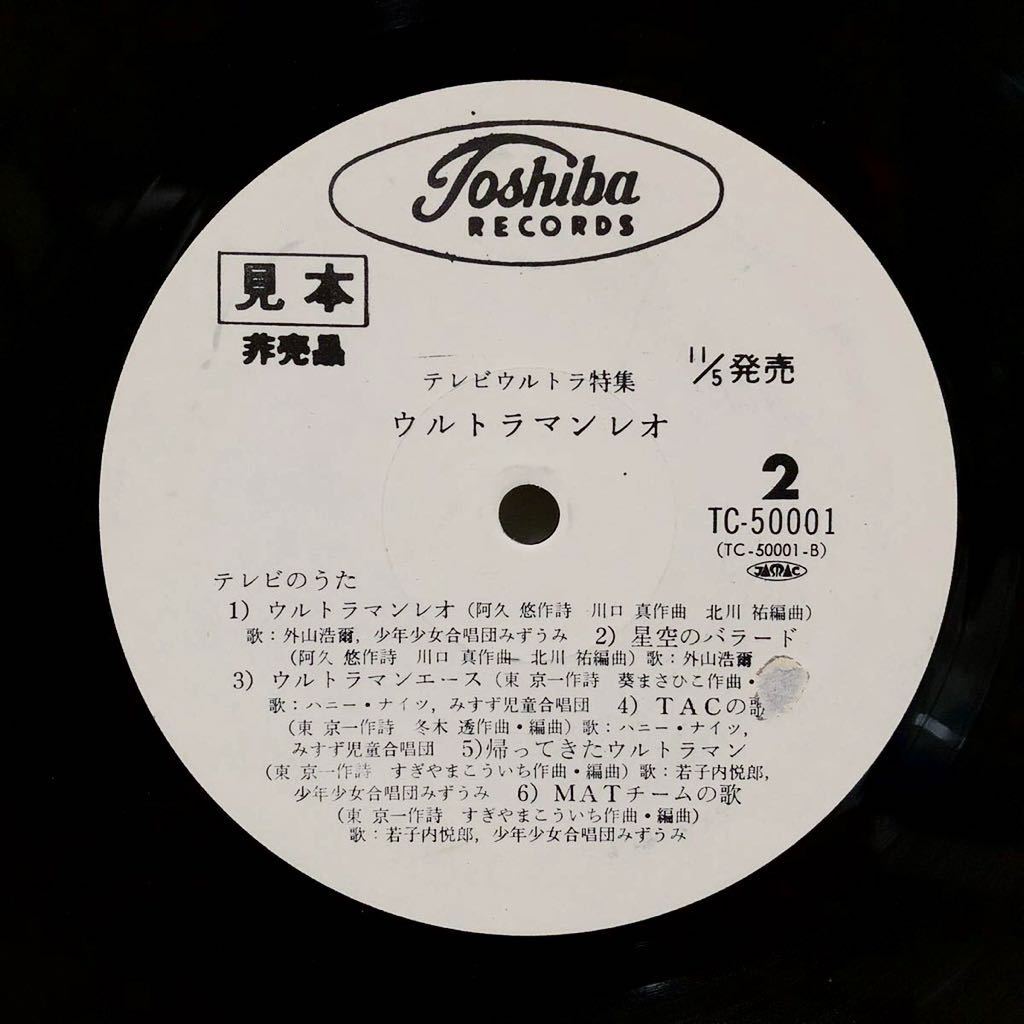 Toshiba
RECORDS
見本
非売品
11/5発売
テレビウルトラ特集
ウルトラマンレオ
2
TC-50001
(TC-50001-B)
JASRAC
テレビのうた
1) ウルトラマンレオ (阿久 悠作詩 川口 真作曲 北川 祐編曲)
歌:外山浩爾, 少年少女合唱団みずうみ 2) 星空のバラード
(阿久 悠作詩 川口 真作曲 北川 祐編曲) 歌:外山浩爾
3) ウルトラマンエース (東 京一作詩 葵まさひこ作曲・
歌:ハニー・ナイツ, みすず児童合唱団 4) TACの歌
(東 京一作詩 冬木 透作曲・編曲) 歌:ハニー・ナイツ,
みすず児童合唱団 5)帰ってきたウルトラマン
(東 京一作詩 すぎやまこういち作曲・編曲) 歌:若子内悦郎,
少年少女合唱団みずうみ 6) MATチームの歌
(東 京一作詩 すぎやまこういち作曲・編曲)
歌:若子内悦郎, 少年少女合唱団みずうみ